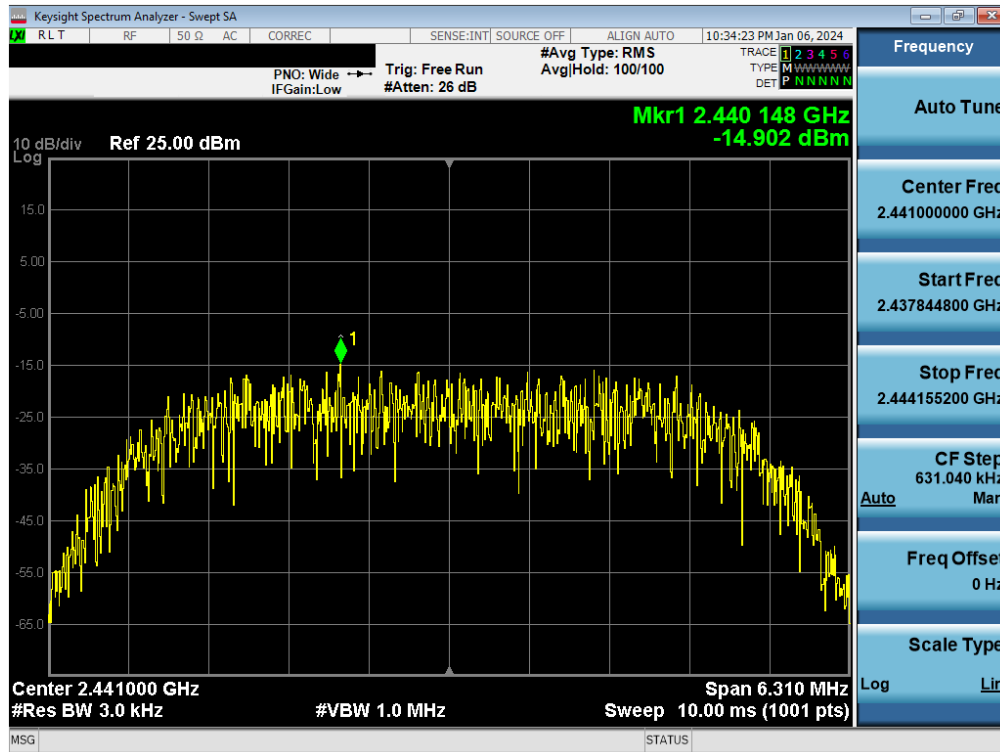 Keysight Spectrum Analyzer - Swept SA
LXI R L T RF 50 Ω AC CORREC SENSE:INT SOURCE OFF ALIGN AUTO 10:34:23 PM Jan 06, 2024
PNO: Wide
IFGain:Low
Trig: Free Run
#Atten: 26 dB
#Avg Type: RMS
Avg|Hold: 100/100
TRACE 1 2 3 4 5 6
TYPE M W W W W W
DET P N N N N N
Mkr1 2.440 148 GHz
-14.902 dBm
10 dB/div
Log
Ref 25.00 dBm
1
15.0
5.00
-5.00
-15.0
-25.0
-35.0
-45.0
-55.0
-65.0
Center 2.441000 GHz
#Res BW 3.0 kHz
#VBW 1.0 MHz
Span 6.310 MHz
Sweep 10.00 ms (1001 pts)
MSG
STATUS
Frequency
Auto Tune
Center Freq
2.441000000 GHz
Start Freq
2.437844800 GHz
Stop Freq
2.444155200 GHz
CF Step
631.040 kHz
Auto Man
Freq Offset
0 Hz
Scale Type
Log Lin